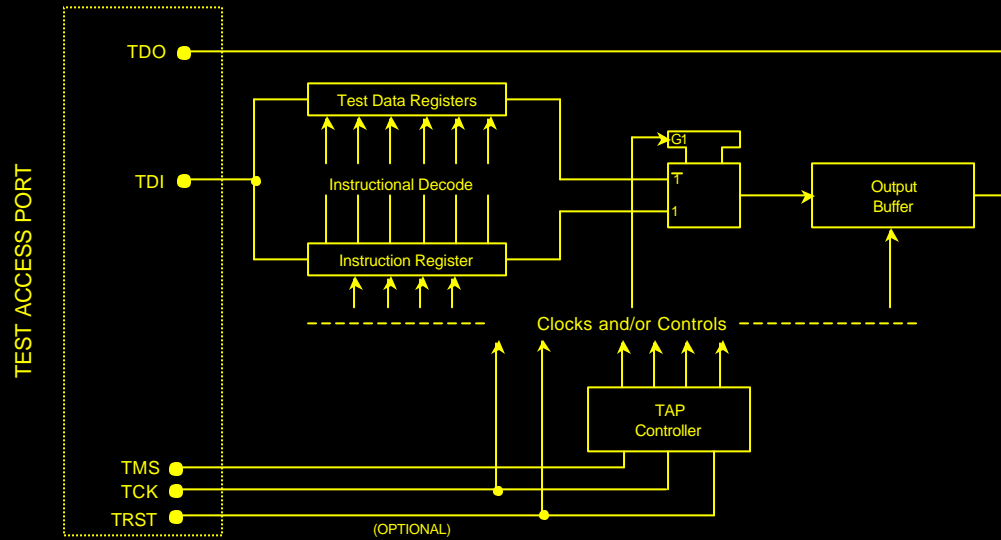 TEST ACCESS PORT
TDO
Test Data Registers
G1
TDI
Instructional Decode
1
Output
Buffer
1
Instruction Register
Clocks and/or Controls
TAP
Controller
TMS
TCK
TRST
(OPTIONAL)